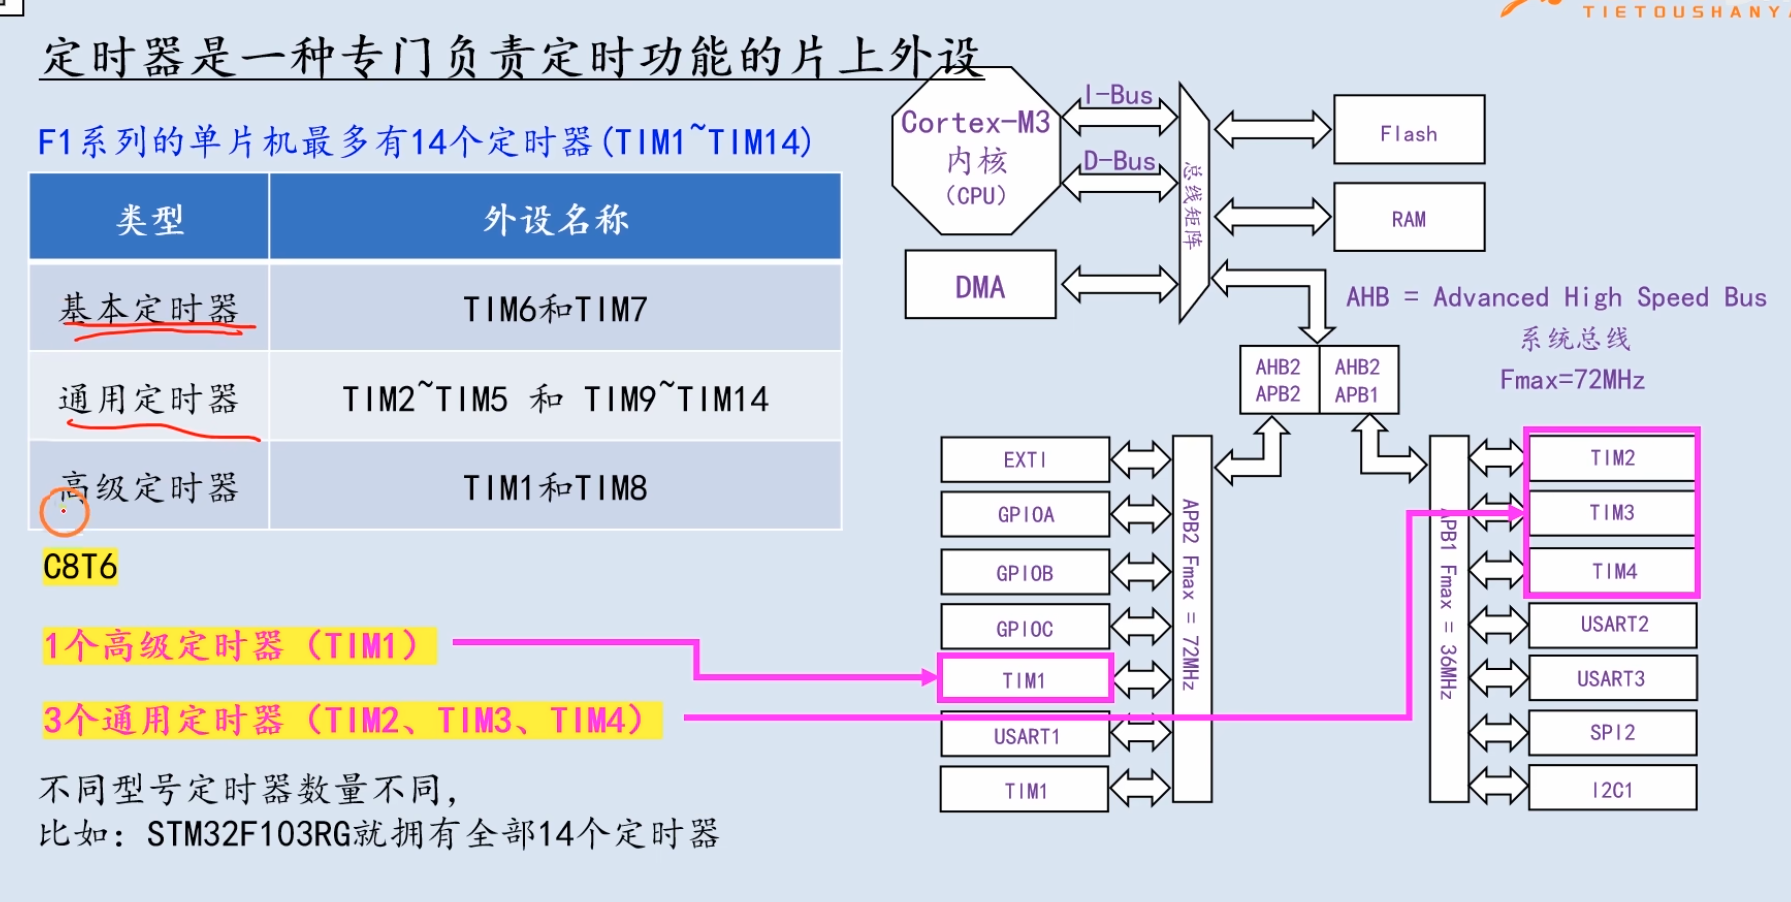 TIETOUSHANYA
定时器是一种专门负责定时功能的片上外设
F1系列的单片机最多有14个定时器(TIM1~TIM14)
类型 外设名称
基本定时器 TIM6和TIM7
通用定时器 TIM2~TIM5 和 TIM9~TIM14
高级定时器 TIM1和TIM8
C8T6
1个高级定时器（TIM1）
3个通用定时器（TIM2、TIM3、TIM4）
不同型号定时器数量不同，
比如：STM32F103RG就拥有全部14个定时器
Cortex-M3
内核
（CPU）
I-Bus
D-Bus
DMA
总线矩阵
Flash
RAM
AHB = Advanced High Speed Bus
系统总线
Fmax=72MHz
AHB2
APB2
AHB2
APB1
EXTI
GPIOA
GPIOB
GPIOC
TIM1
USART1
TIM1
APB2 Fmax = 72MHz
APB1 Fmax = 36MHz
TIM2
TIM3
TIM4
USART2
USART3
SPI2
I2C1